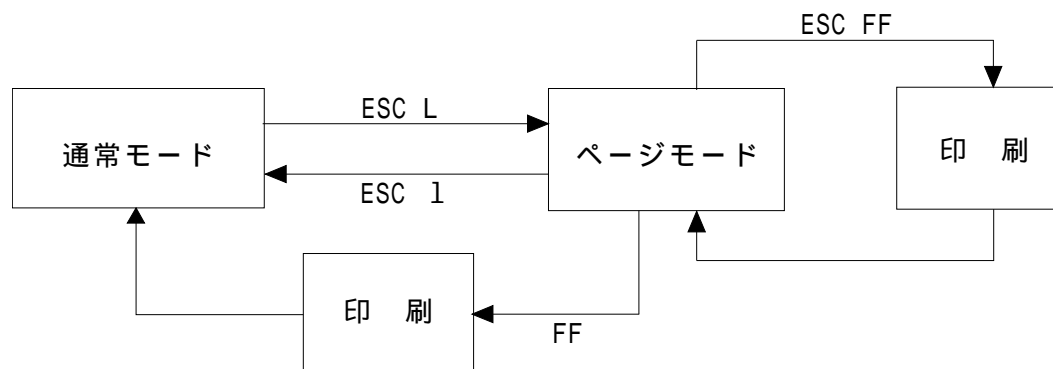 ESC FF
ESC L
通常モード
ページモード
印 刷
ESC l
印 刷
FF